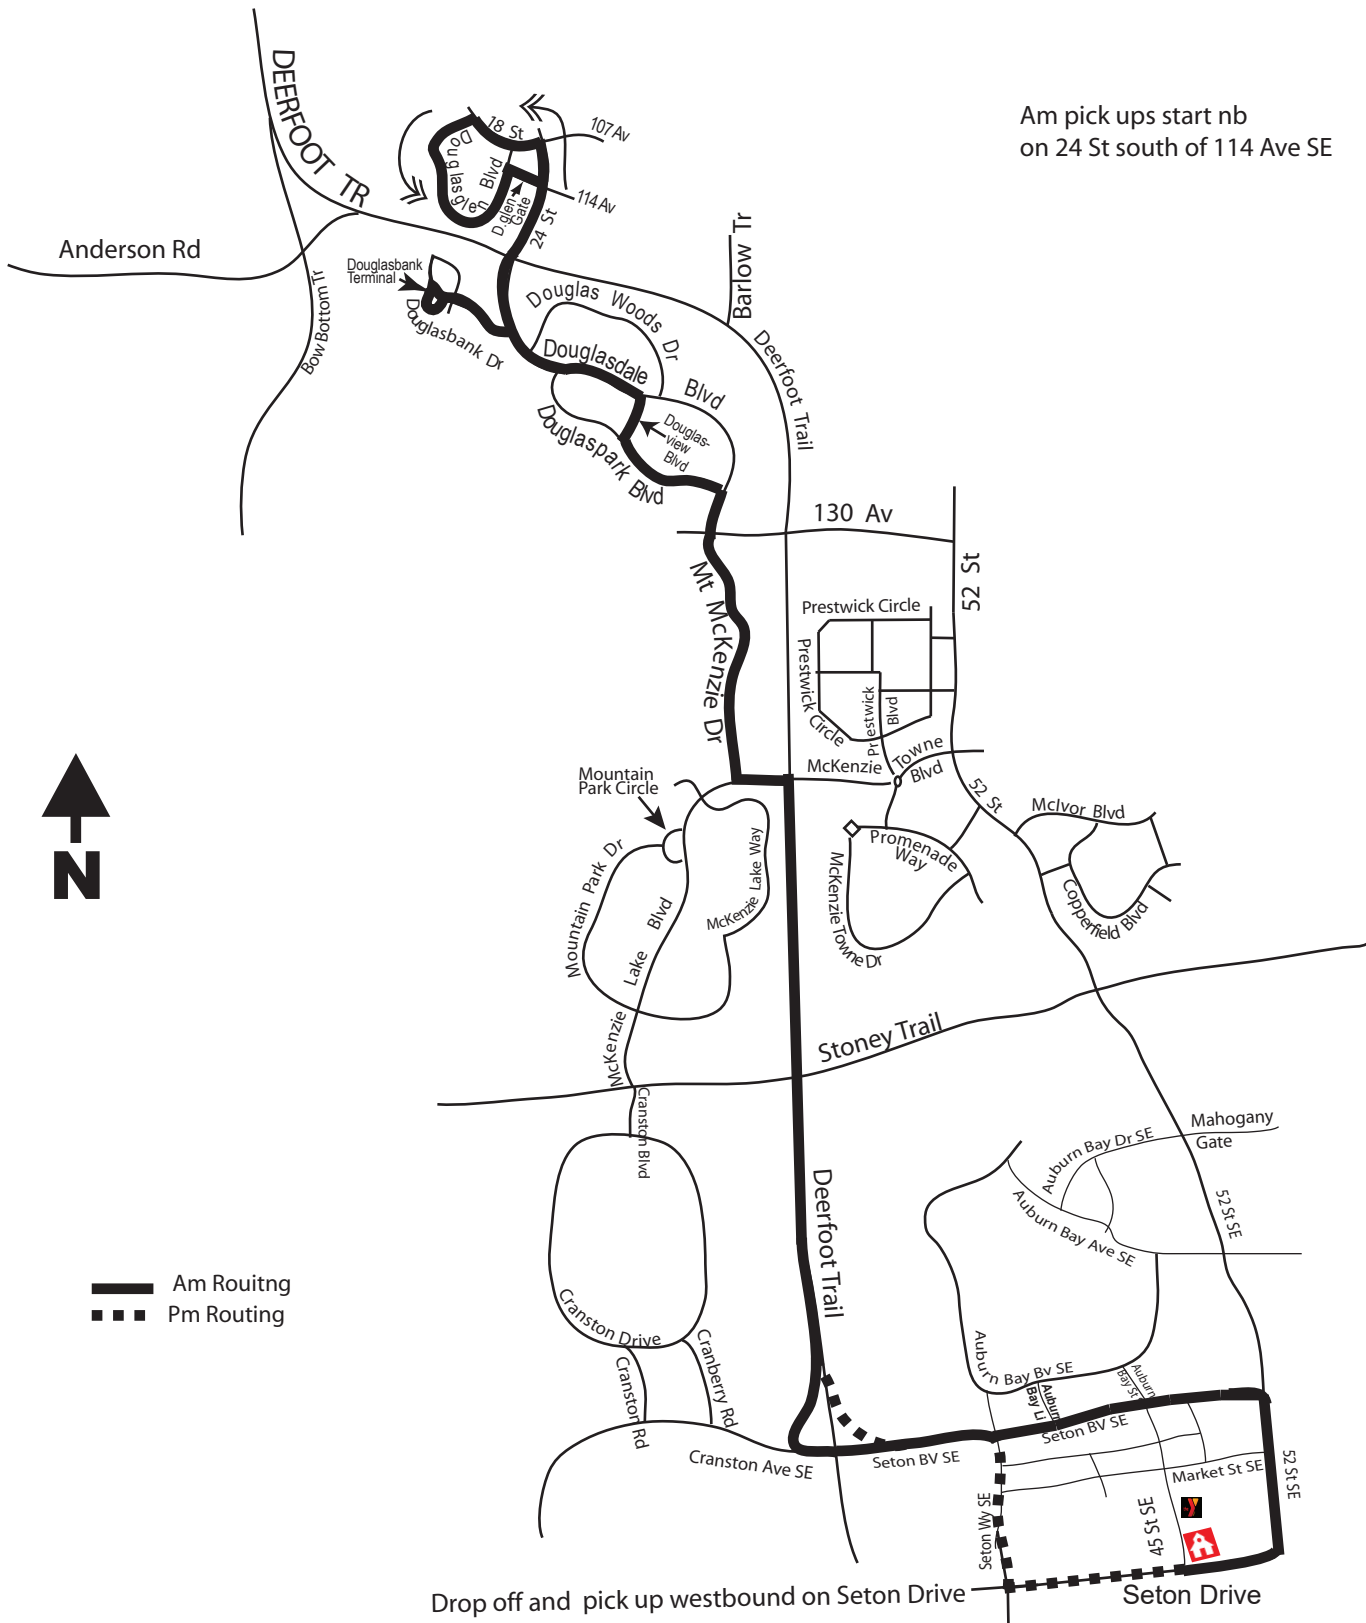 DEERFOOT TR
18 St
107 Av
Am pick ups start nb
on 24 St south of 114 Ave SE
Douglasglen
Blvd
D.glen
Gate
114 Av
24 St
Anderson Rd
Bow Bottom Tr
Douglasbank
Terminal
Douglasbank Dr
Douglas Woods Dr
Barlow Tr
Deerfoot Trail
Douglasdale
Blvd
Douglas-
view
Blvd
Douglaspark Blvd
130 Av
52 St
Mt McKenzie Dr
Prestwick Circle
Prestwick Circle
Prestwick
Blvd
McKenzie
Towne
Blvd
52 St
Mountain
Park Circle
McIvor Blvd
Promenade
Way
Mountain Park Dr
McKenzie Lake Way
McKenzie Towne Dr
Copperfield Blvd
McKenzie Lake Blvd
N
Stoney Trail
Cranston Blvd
Mahogany
Gate
Auburn Bay Dr SE
Auburn Bay Ave SE
52 St SE
Deerfoot Trail
Am Rouitng
Pm Routing
Cranston Drive
Cranston Rd
Cranberry Rd
Auburn Bay Bv SE
Auburn
Bay Li
Auburn
Bay St
Seton BV SE
Cranston Ave SE
Seton BV SE
Market St SE
52 St SE
Seton Wy SE
45 St SE
Y
Drop off and pick up westbound on Seton Drive
Seton Drive